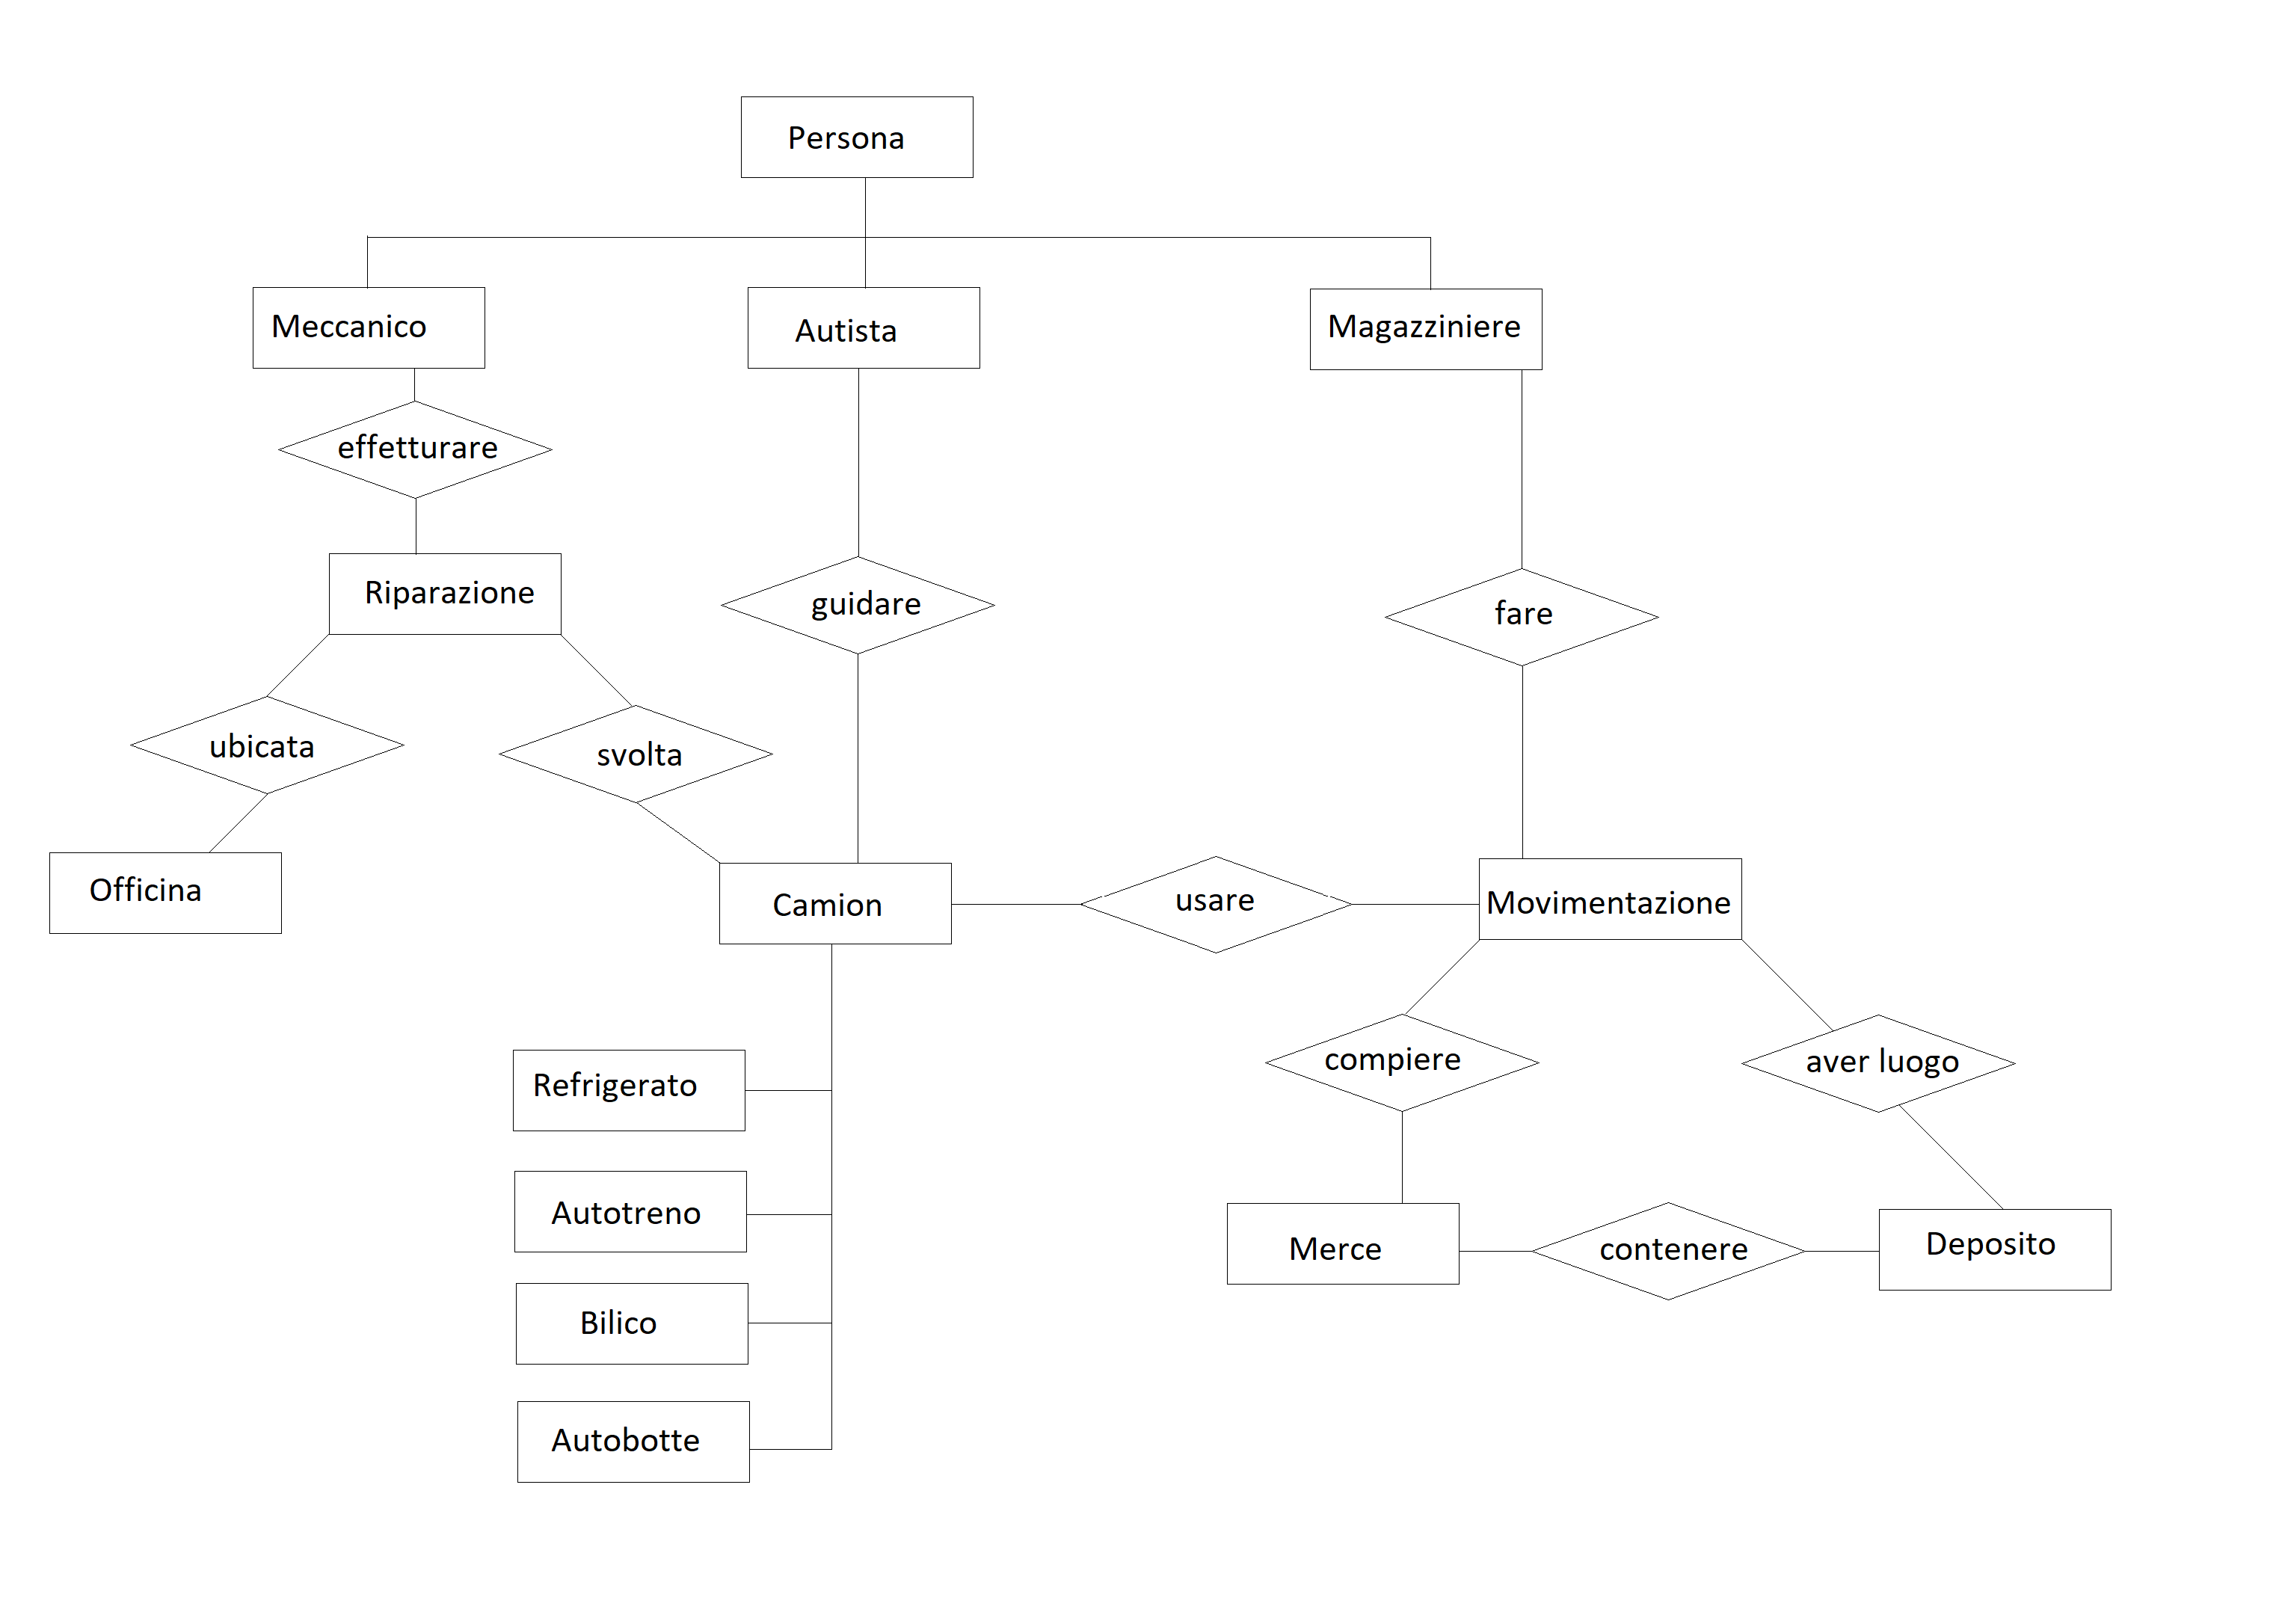 Persona
Meccanico
Autista
Magazziniere
effetturare
Riparazione
guidare
fare
ubicata
svolta
Officina
Camion
usare
Movimentazione
Refrigerato
compiere
aver luogo
Autotreno
Merce
contenere
Deposito
Bilico
Autobotte